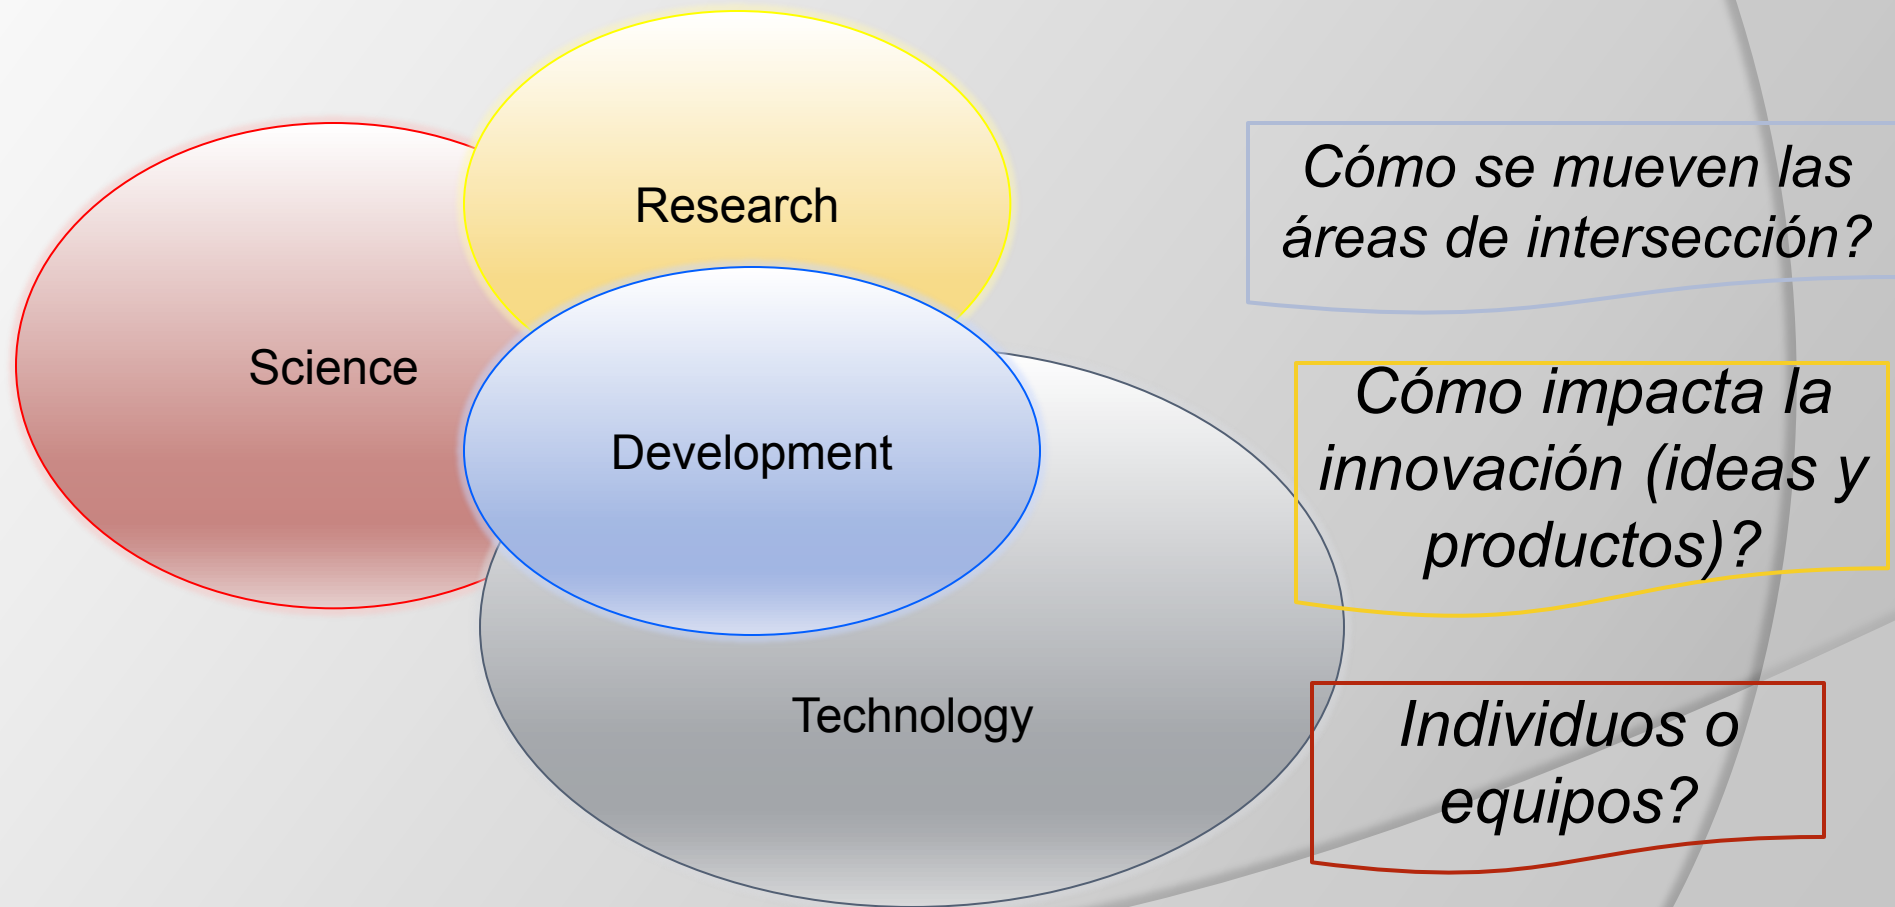 Research
Science
Development
Technology
Cómo se mueven las
áreas de intersección?
Cómo impacta la
innovación (ideas y
productos)?
Individuos o
equipos?